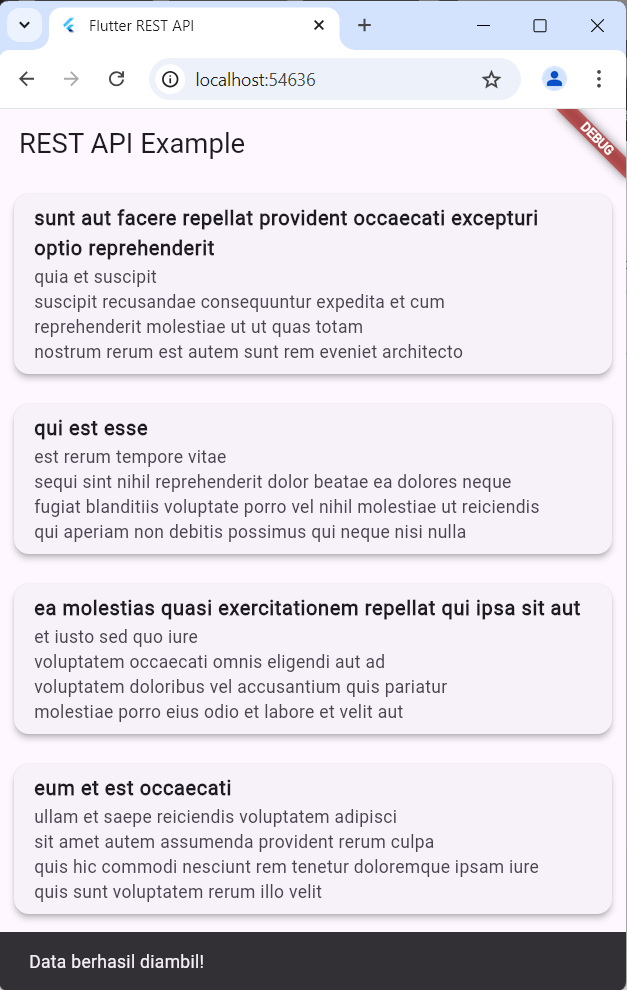 Flutter REST API
localhost:54636
DEBUG
REST API Example
sunt aut facere repellat provident occaecati excepturi
optio reprehenderit
quia et suscipit
suscipit recusandae consequuntur expedita et cum
reprehenderit molestiae ut ut quas totam
nostrum rerum est autem sunt rem eveniet architecto
qui est esse
est rerum tempore vitae
sequi sint nihil reprehenderit dolor beatae ea dolores neque
fugiat blanditiis voluptate porro vel nihil molestiae ut reiciendis
qui aperiam non debitis possimus qui neque nisi nulla
ea molestias quasi exercitationem repellat qui ipsa sit aut
et iusto sed quo iure
voluptatem occaecati omnis eligendi aut ad
voluptatem doloribus vel accusantium quis pariatur
molestiae porro eius odio et labore et velit aut
eum et est occaecati
ullam et saepe reiciendis voluptatem adipisci
sit amet autem assumenda provident rerum culpa
quis hic commodi nesciunt rem tenetur doloremque ipsam iure
quis sunt voluptatem rerum illo velit
Data berhasil diambil!